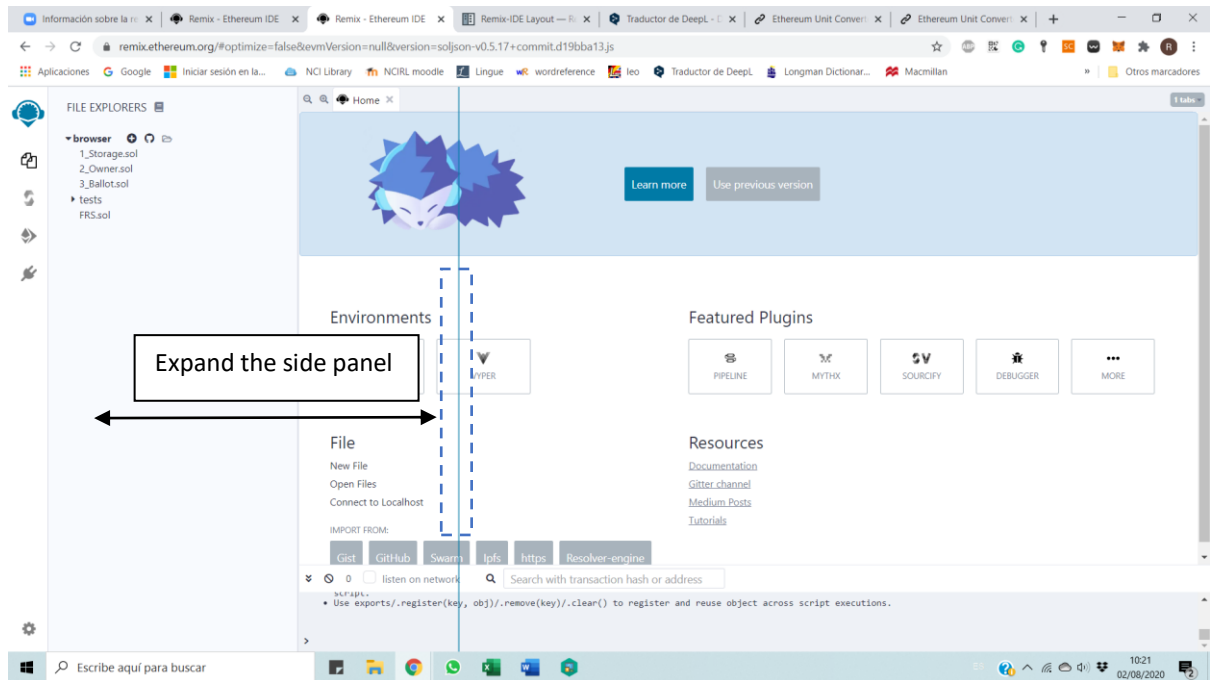 Información sobre la re
Remix - Ethereum IDE
Remix - Ethereum IDE
Remix-IDE Layout — R
Traductor de DeepL -
Ethereum Unit Convert
Ethereum Unit Convert
remix.ethereum.org/#optimize=false&evmVersion=null&version=soljson-v0.5.17+commit.d19bba13.js
Aplicaciones
Google
Iniciar sesión en la...
NCI Library
NCIRL moodle
Lingue
wordreference
leo
Traductor de DeepL
Longman Dictionar...
Macmillan
»
Otros marcadores
FILE EXPLORERS
Home
1 tabs
browser
1_Storage.sol
2_Owner.sol
3_Ballot.sol
tests
FRS.sol
Learn more
Use previous version
Environments
Featured Plugins
Expand the side panel
PIPELINE
MYTHX
SOURCIFY
DEBUGGER
MORE
File
New File
Open Files
Connect to Localhost
IMPORT FROM:
Gist
GitHub
Swarm
Ipfs
https
Resolver-engine
Resources
Documentation
Gitter channel
Medium Posts
Tutorials
0
listen on network
Search with transaction hash or address
script.
• Use exports/.register(key, obj)/.remove(key)/.clear() to register and reuse object across script executions.
>
Escribe aquí para buscar
10:21
02/08/2020